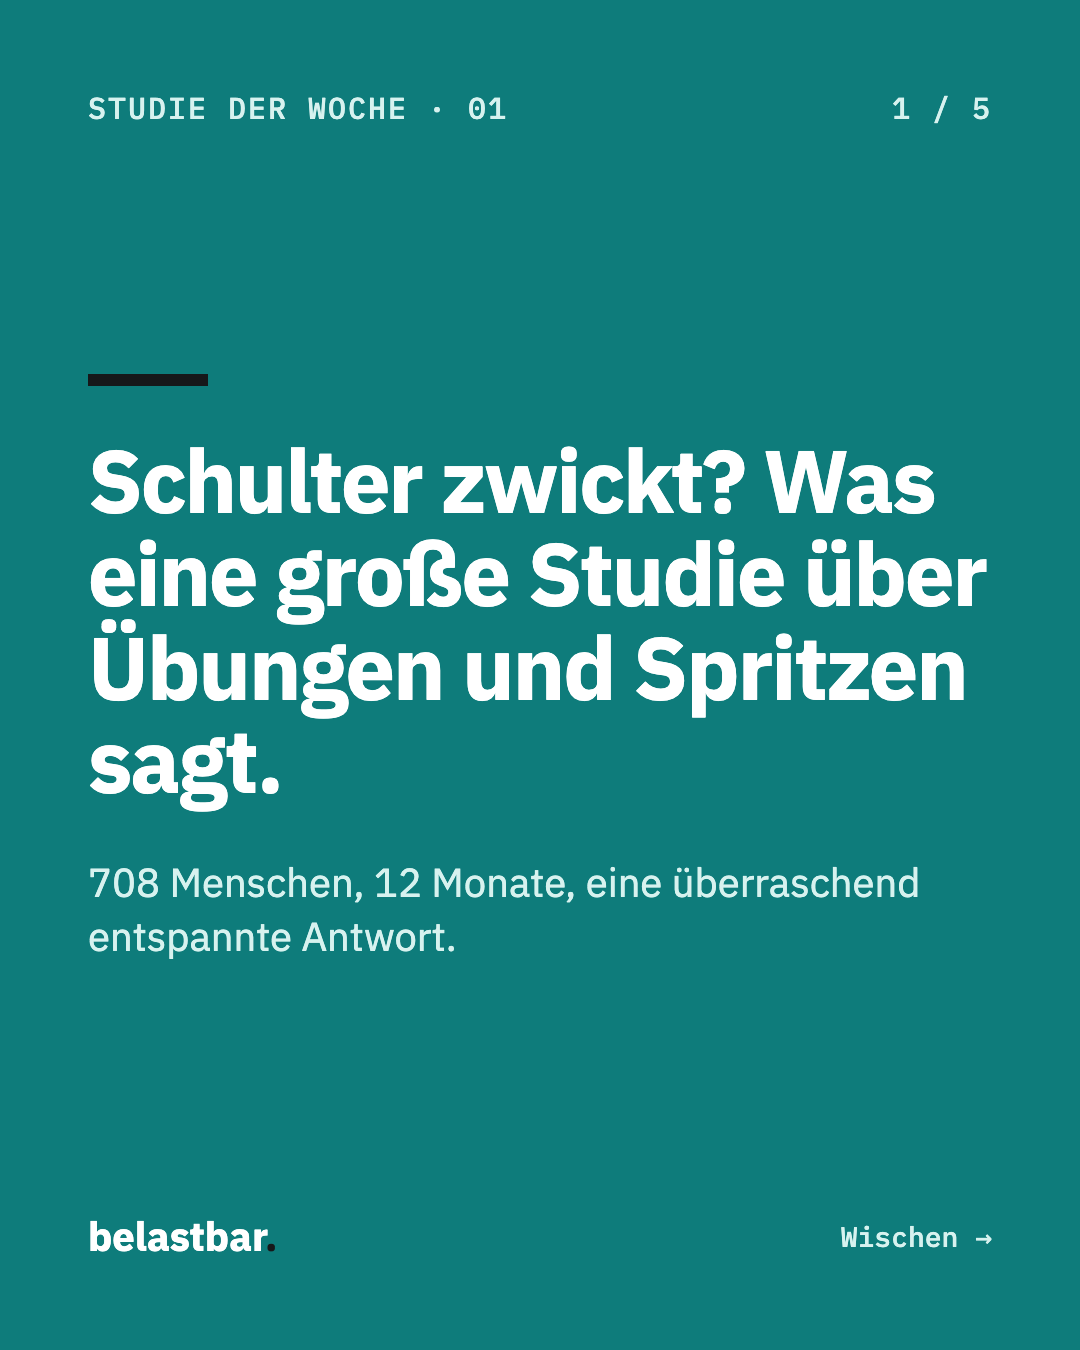 STUDIE DER WOCHE · 01
1 / 5
Schulter zwickt? Was
eine große Studie über
Übungen und Spritzen
sagt.
708 Menschen, 12 Monate, eine überraschend
entspannte Antwort.
belastbar.
Wischen →